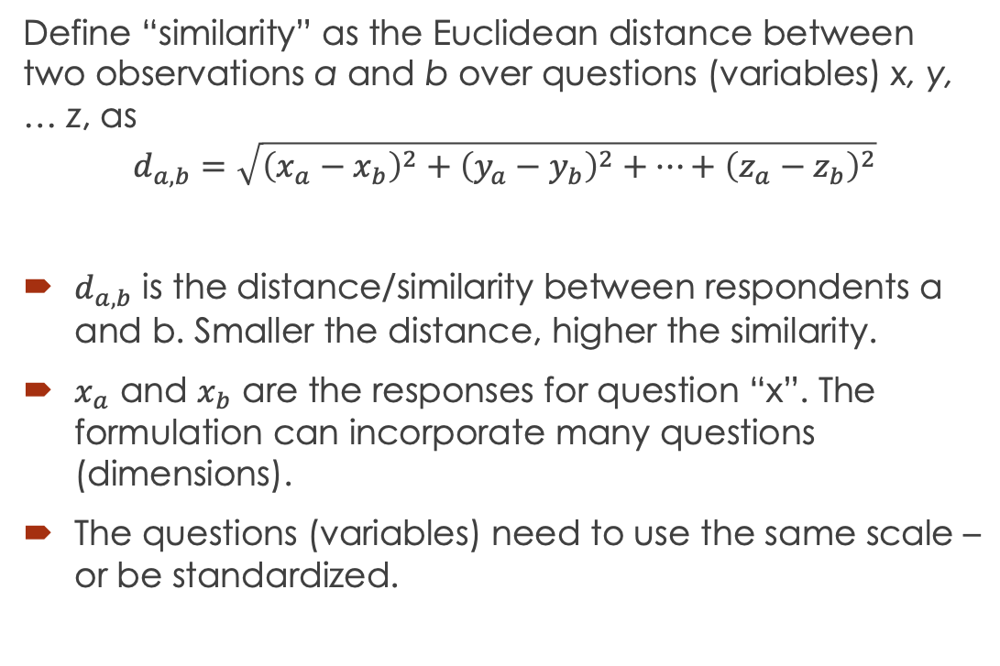 Define “similarity” as the Euclidean distance between
two observations a and b over questions (variables) x, y,
… z, as
d_{a,b} = √((x_a − x_b)² + (y_a − y_b)² + ⋯ + (z_a − z_b)²)
d_{a,b} is the distance/similarity between respondents a
and b. Smaller the distance, higher the similarity.
x_a and x_b are the responses for question “x”. The
formulation can incorporate many questions
(dimensions).
The questions (variables) need to use the same scale –
or be standardized.